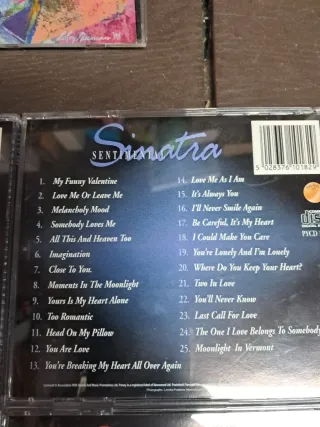 Sinatra
SENTIMENTAL
1. My Funny Valentine
2. Love Me Or Leave Me
3. Melancholy Mood
4. Somebody Loves Me
5. All This And Heaven Too
6. Imagination
7. Close To You
8. Moments In The Moonlight
9. Yours Is My Heart Alone
10. Too Romantic
11. Head On My Pillow
12. You Are Love
13. You're Breaking My Heart All Over Again
14. Love Me As I Am
15. It's Always You
16. I'll Never Smile Again
17. Be Careful, It's My Heart
18. I Could Make You Care
19. You're Lonely And I'm Lonely
20. Where Do You Keep Your Heart?
21. Two In Love
22. You'll Never Know
23. Last Call For Love
24. The One I Love Belongs To Somebody
25. Moonlight In Vermont
5 028376 101829
disc
PYCD